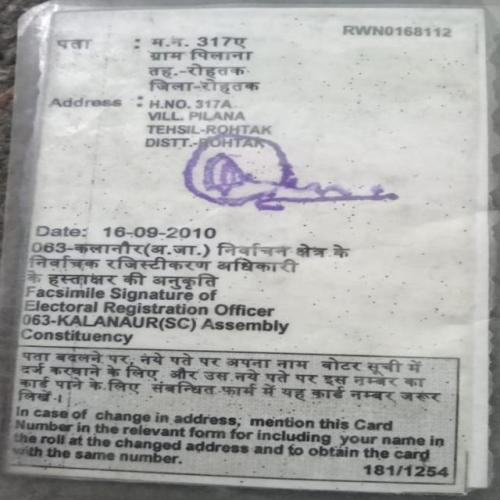 RWN0168112
पता : म.न. 317ए
ग्राम पिलाना
तह.-रोहतक
जिला-रोहतक
Address : H.NO. 317A
VILL. PILANA
TEHSIL-ROHTAK
DISTT.-ROHTAK
Date: 16-09-2010
063-कलानौर(अ.जा.) निर्वाचन क्षेत्र के
निर्वाचक रजिस्टीकरण अधिकारी
के हस्ताक्षर की अनुकृति
Facsimile Signature of
Electoral Registration Officer
063-KALANAUR(SC) Assembly
Constituency
पता बदलने पर, नये पते पर अपना नाम वोटर सूची में
दर्ज करवाने के लिए और उस नये पते पर इस नम्बर का
कार्ड पाने के लिए संबन्धित फार्म में यह कार्ड नम्बर जरूर
लिखें।
In case of change in address, mention this Card
Number in the relevant form for including your name in
the roll at the changed address and to obtain the card
with the same number.
181/1254